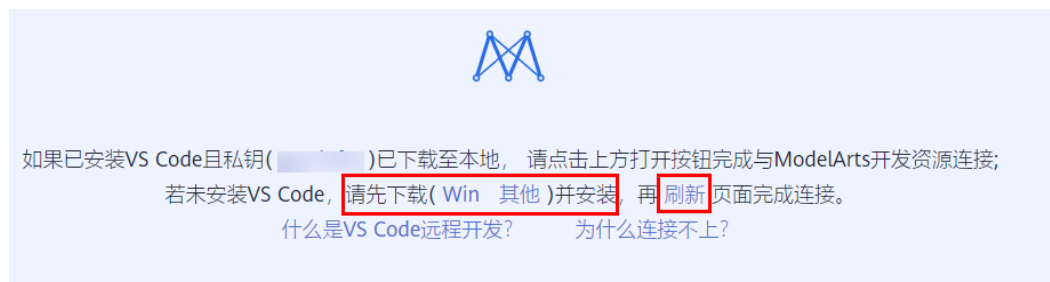 如果已安装VS Code且私钥( )已下载至本地， 请点击上方打开按钮完成与ModelArts开发资源连接;
若未安装VS Code，请先下载( Win 其他 )并安装，再 刷新 页面完成连接。
什么是VS Code远程开发? 为什么连接不上?